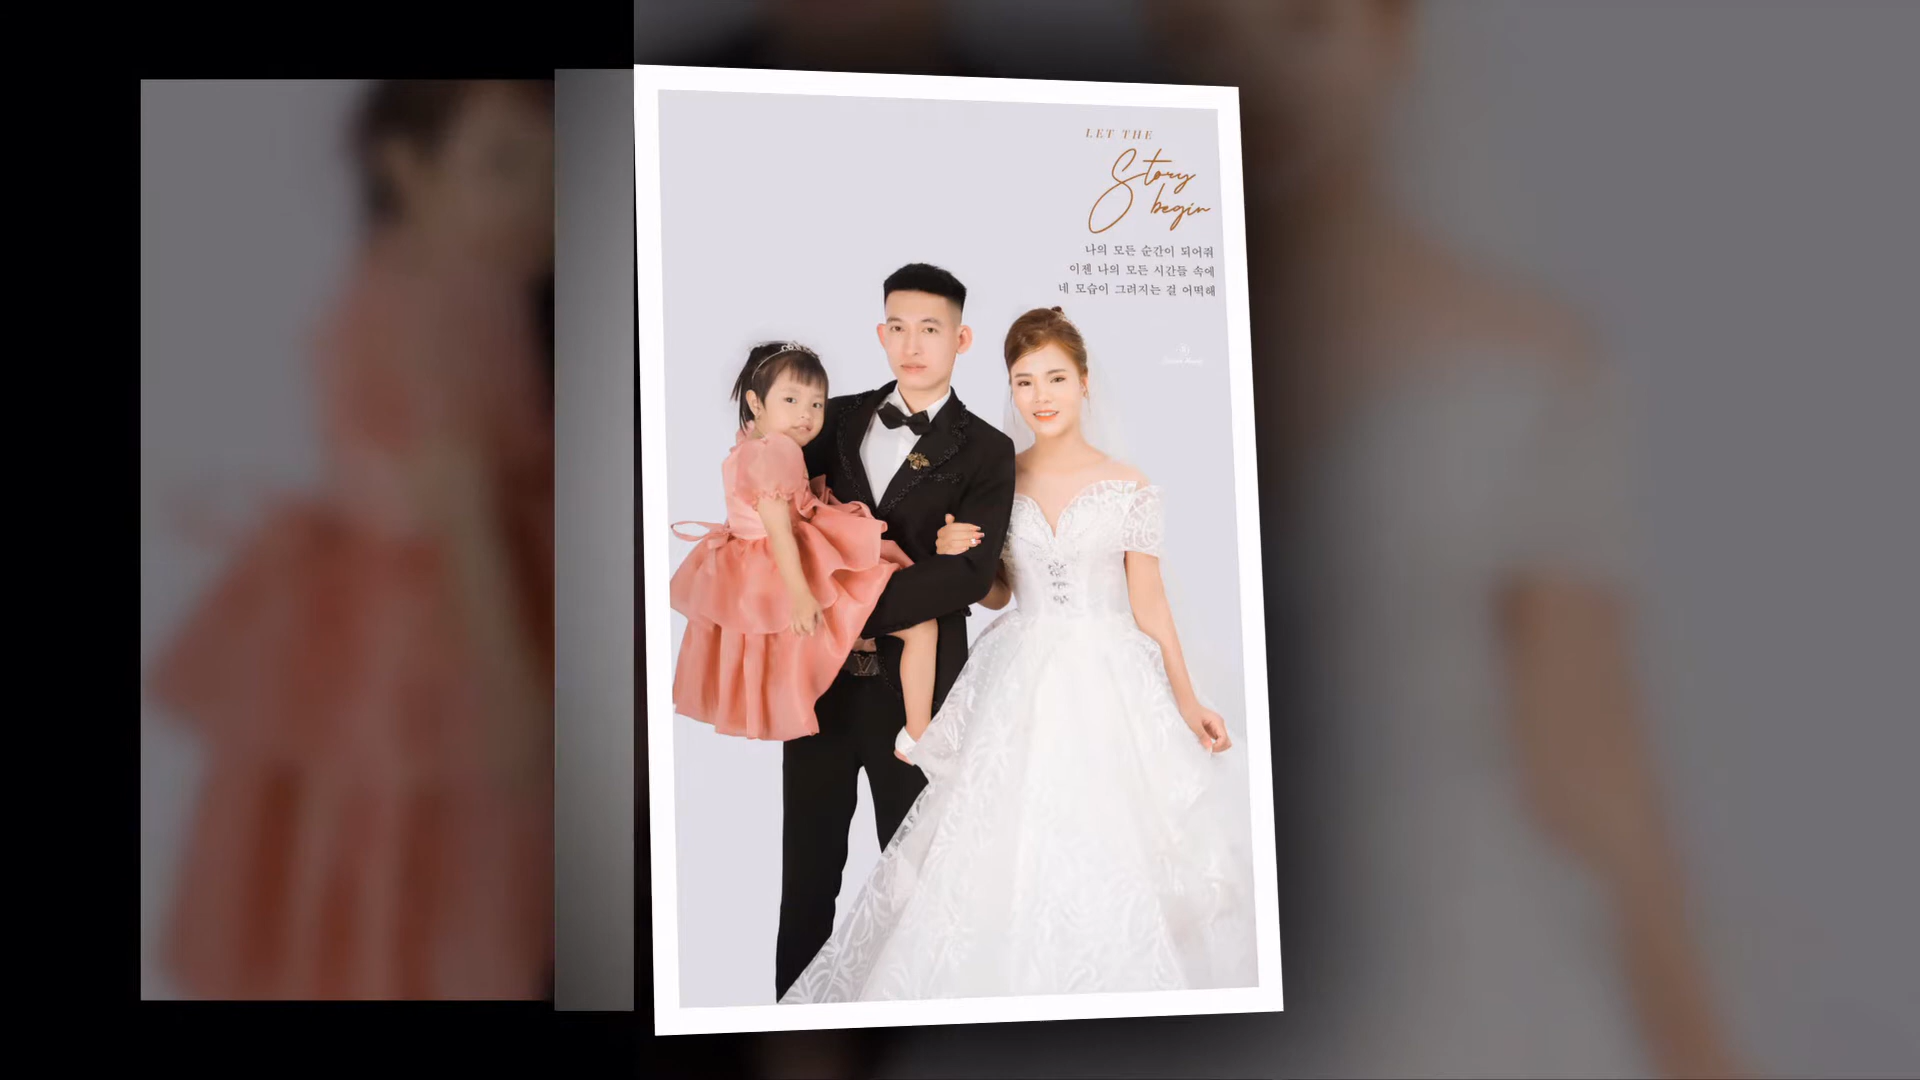 LET THE
Story
begin
나의 모든 순간이 되어줘
이젠 나의 모든 시간들 속에
네 모습이 그려지는 걸 어떡해